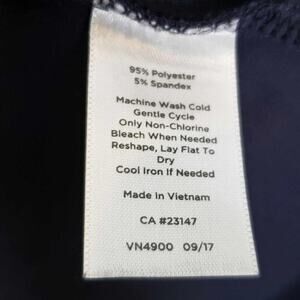 95% Polyester
5% Spandex
Machine Wash Cold
Gentle Cycle
Only Non-Chlorine
Bleach When Needed
Reshape, Lay Flat To
Dry
Cool Iron If Needed
Made in Vietnam
CA #23147
VN4900 09/17